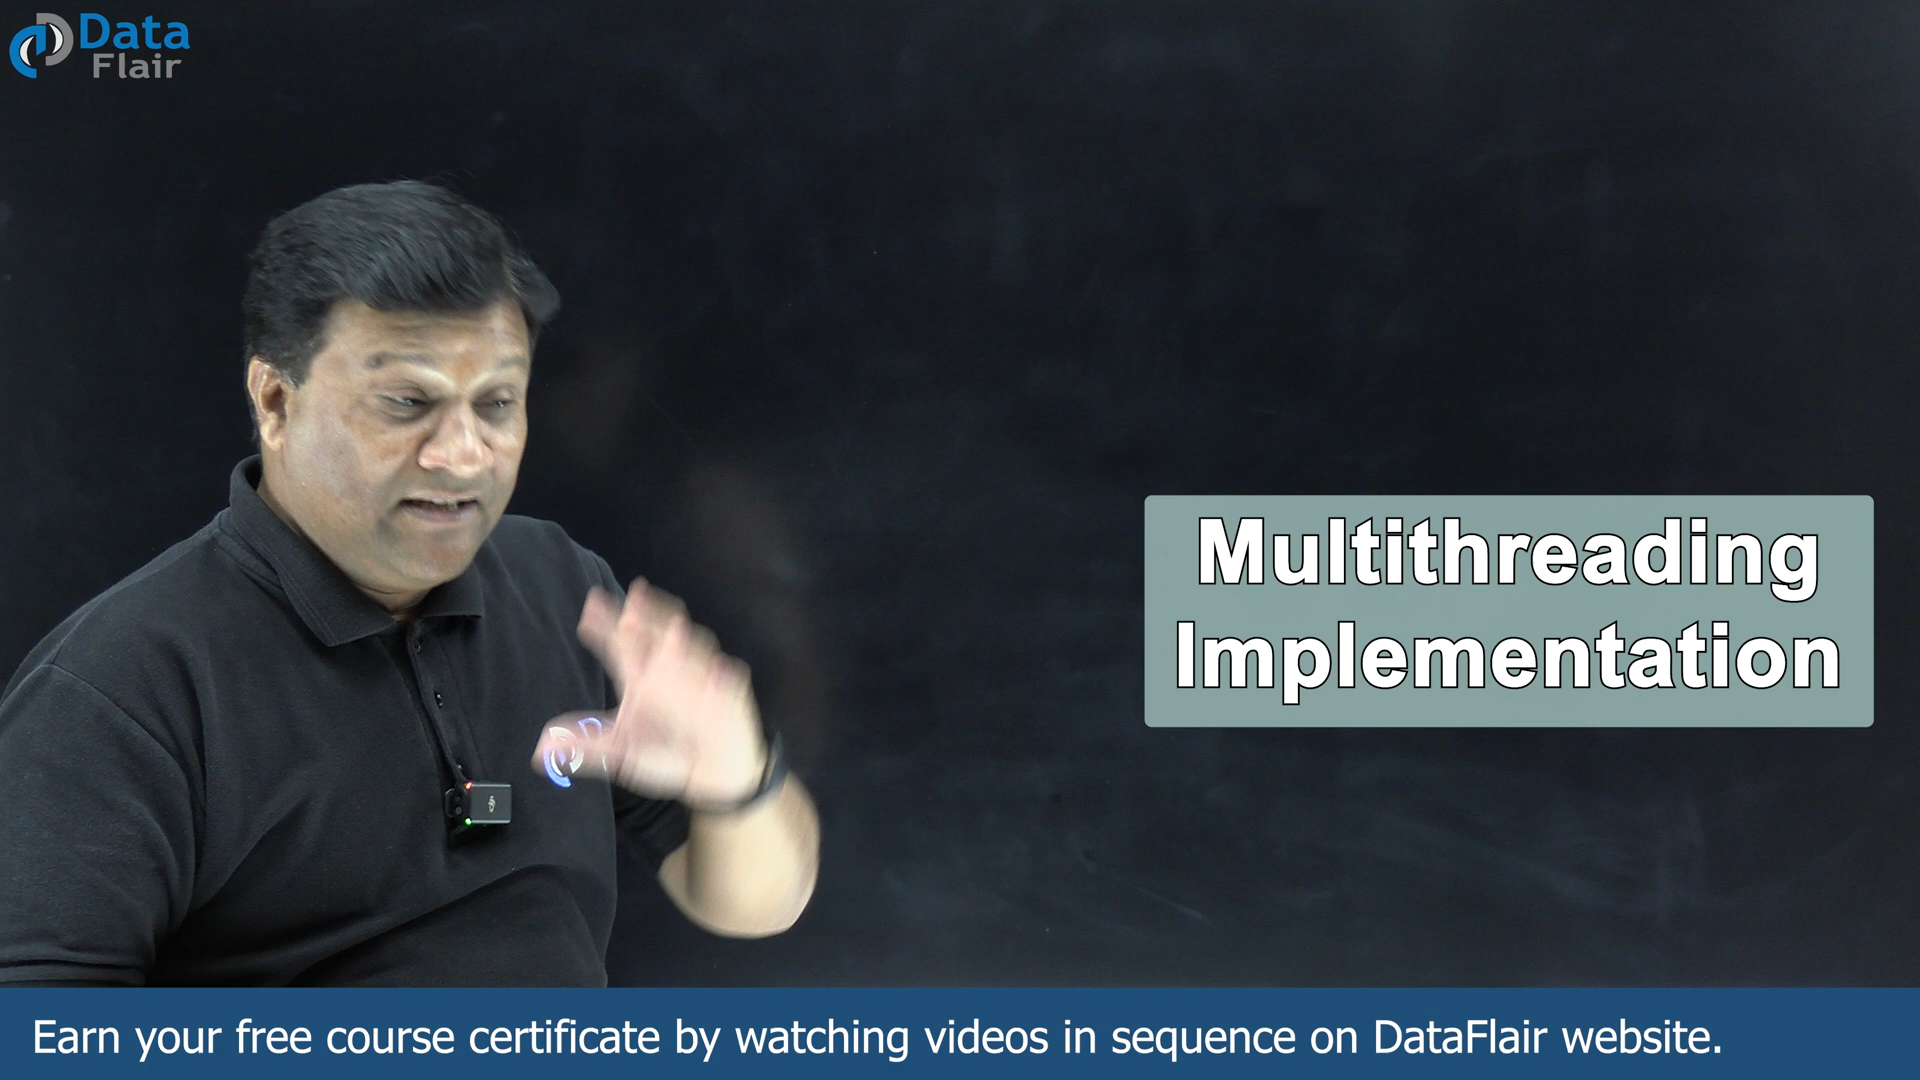 Data
Flair
Multithreading
Implementation
Earn your free course certificate by watching videos in sequence on DataFlair website.